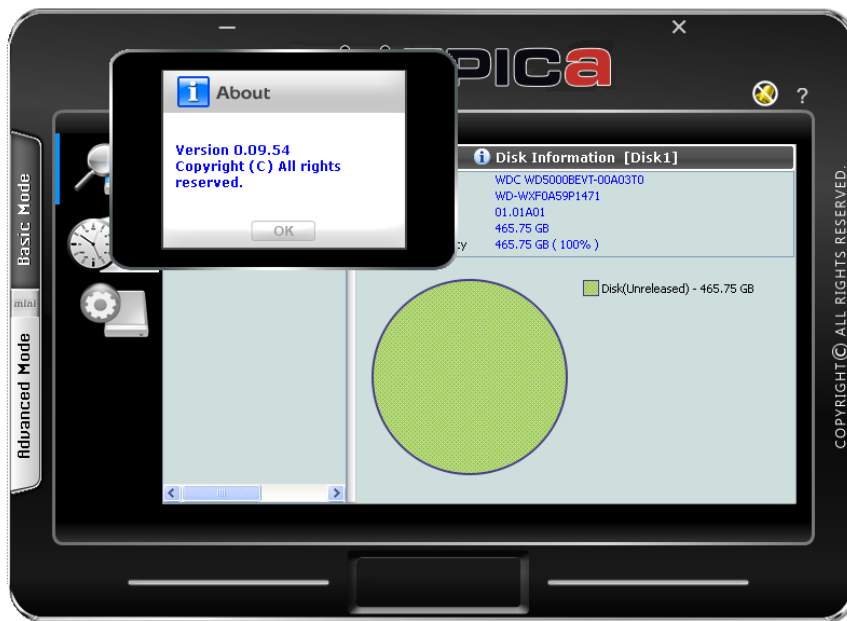 PICa
?
About
Version 0.09.54
Copyright (C) All rights
reserved.
OK
Disk Information [Disk1]
WDC WD5000BEVT-00A03T0
WD-WXF0A59P1471
01.01A01
465.75 GB
465.75 GB ( 100% )
Disk(Unreleased) - 465.75 GB
Basic Mode
mini
Advanced Mode
COPYRIGHT© ALL RIGHTS RESERVED.